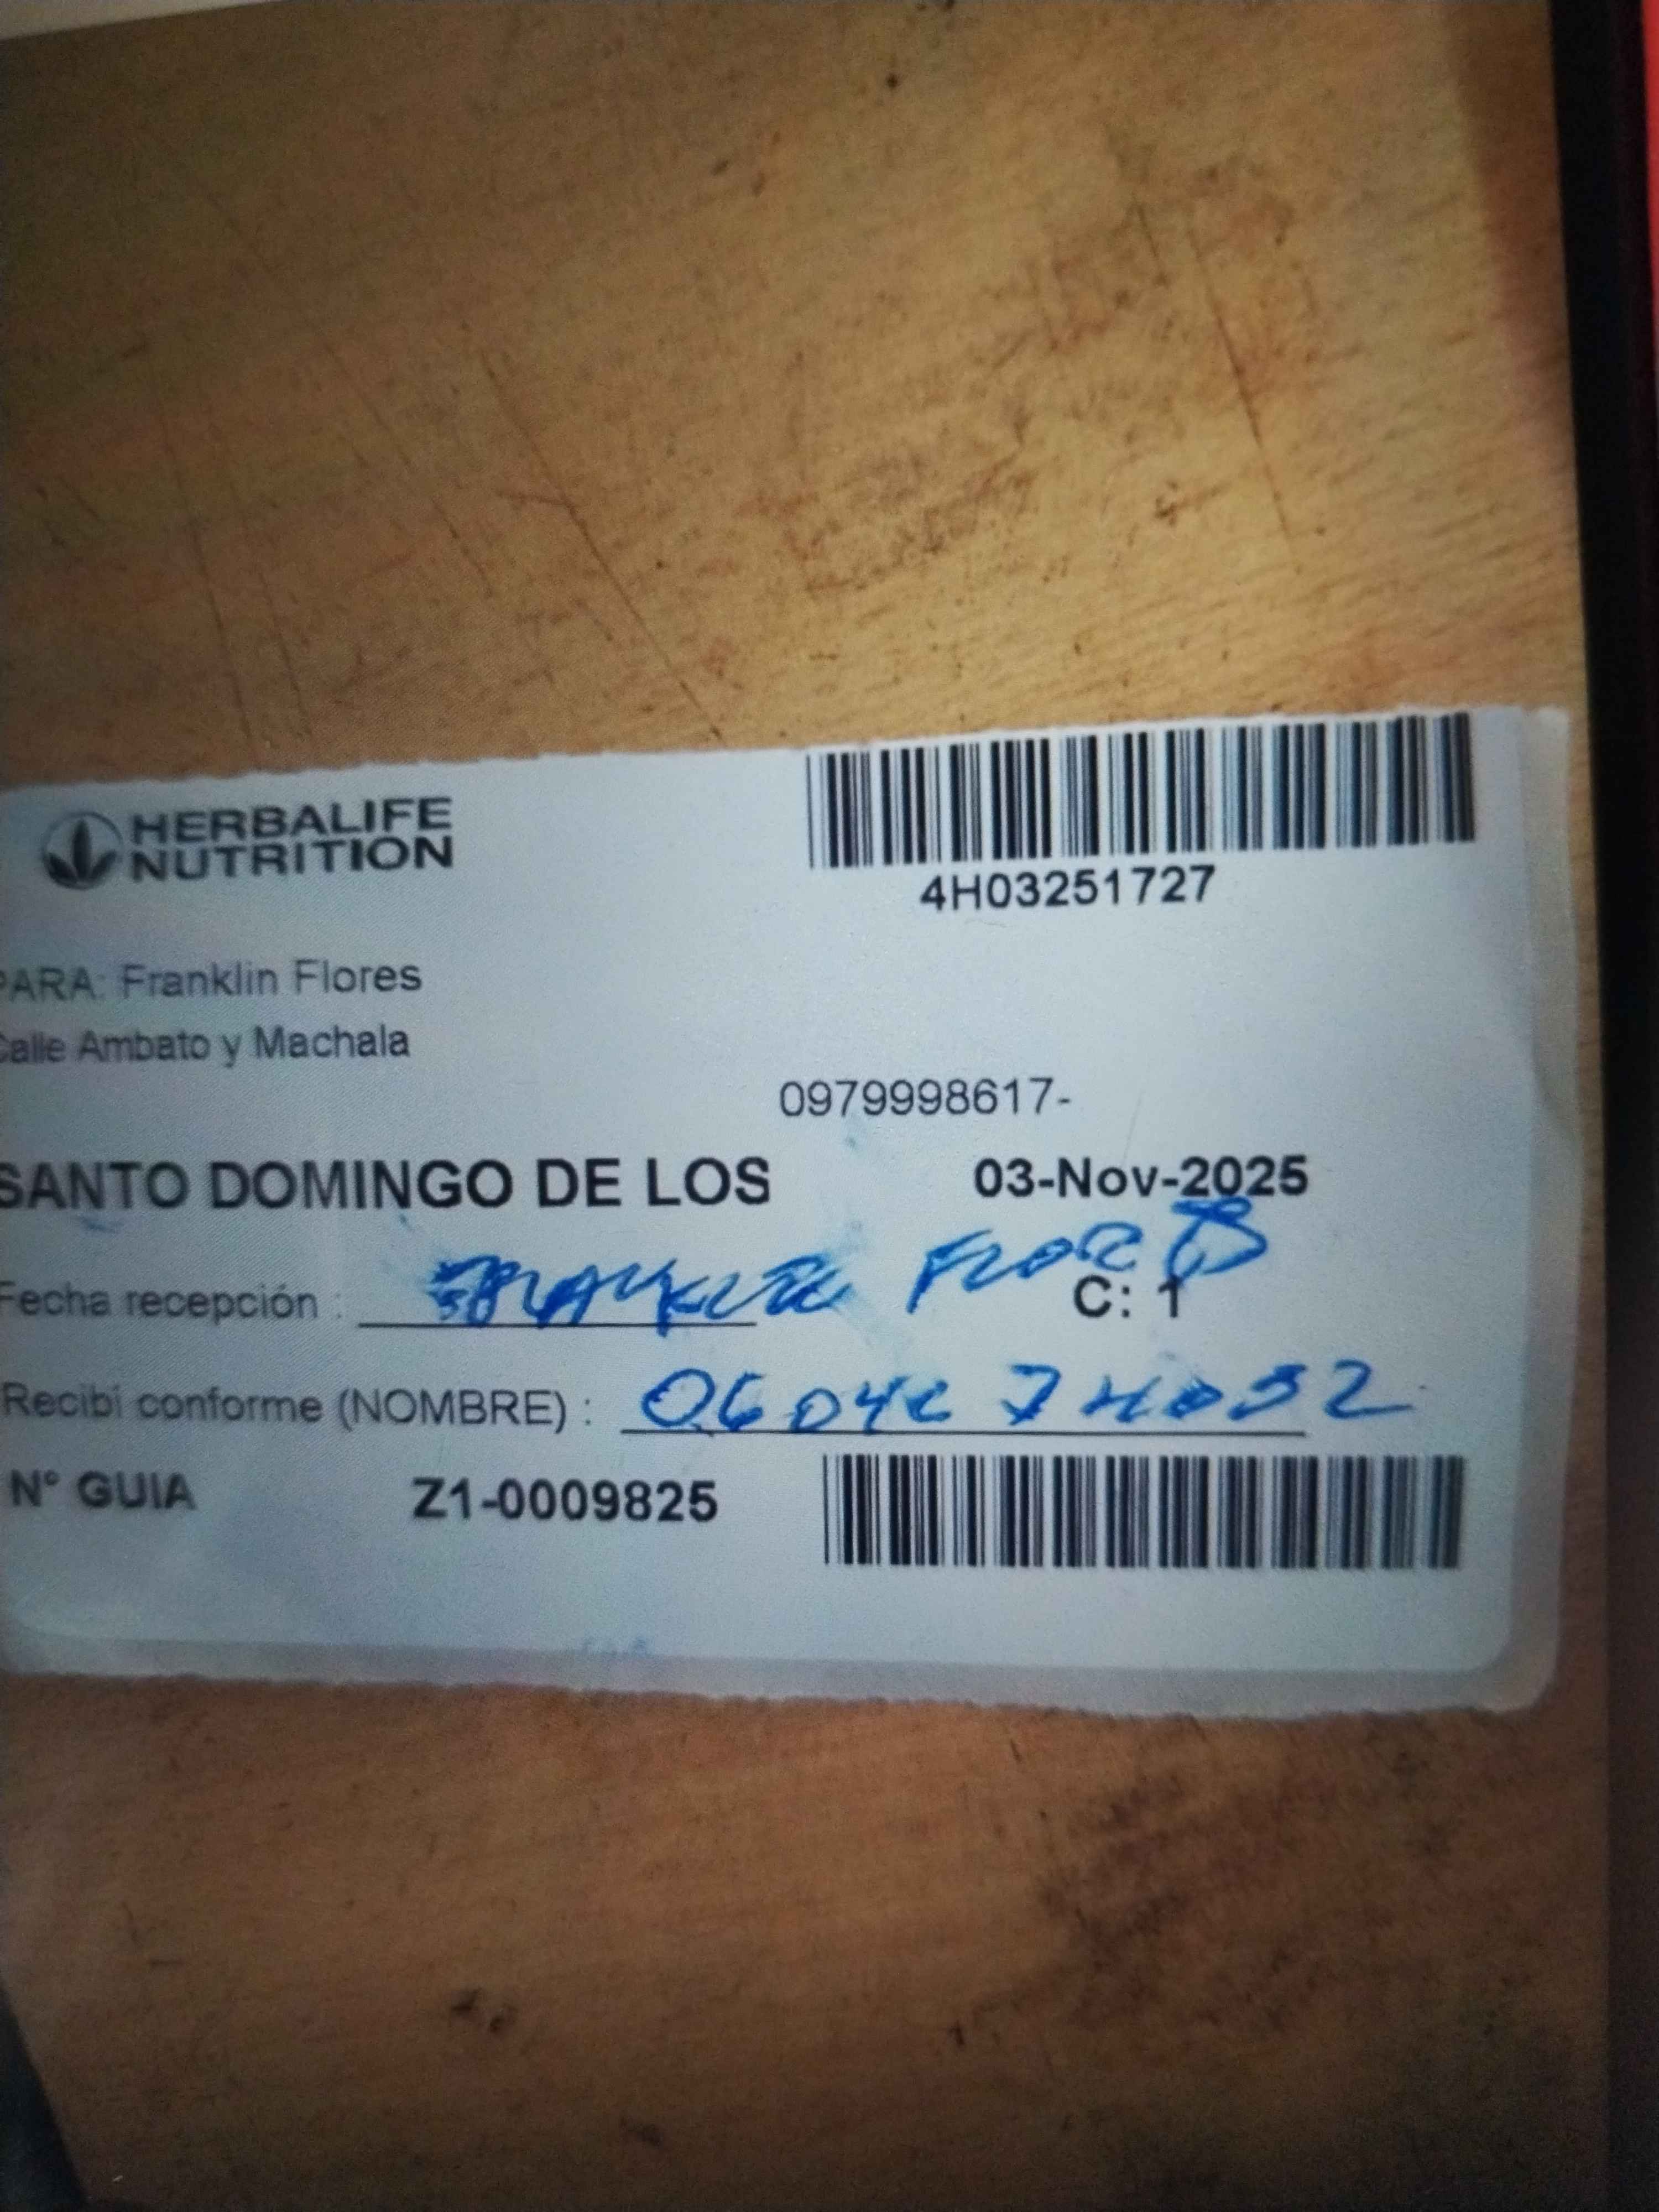 HERBALIFE
NUTRITION
4H03251727
PARA: Franklin Flores
Calle Ambato y Machala
0979998617-
SANTO DOMINGO DE LOS
03-Nov-2025
Fecha recepción :
C: 1
Recibi conforme (NOMBRE) :
N° GUIA
Z1-0009825